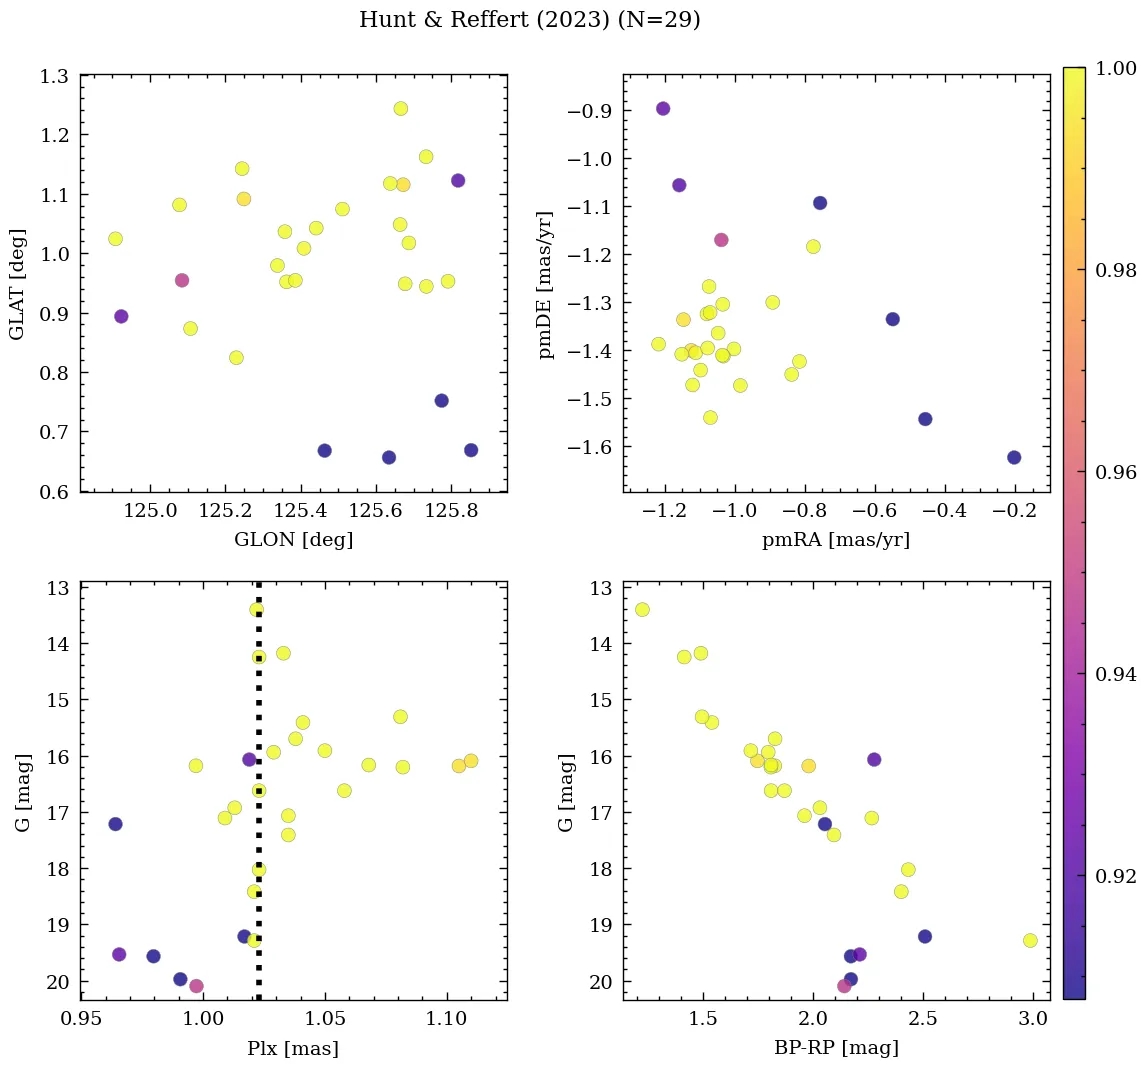 Hunt & Reffert (2023) (N=29)
1.3
1.2
1.1
1.0
0.9
0.8
0.7
0.6
GLAT [deg]
125.0 125.2 125.4 125.6 125.8
GLON [deg]
−0.9
−1.0
−1.1
−1.2
−1.3
−1.4
−1.5
−1.6
pmDE [mas/yr]
−1.2 −1.0 −0.8 −0.6 −0.4 −0.2
pmRA [mas/yr]
1.00
0.98
0.96
0.94
0.92
13
14
15
16
17
18
19
20
G [mag]
0.95 1.00 1.05 1.10
Plx [mas]
13
14
15
16
17
18
19
20
G [mag]
1.5 2.0 2.5 3.0
BP-RP [mag]